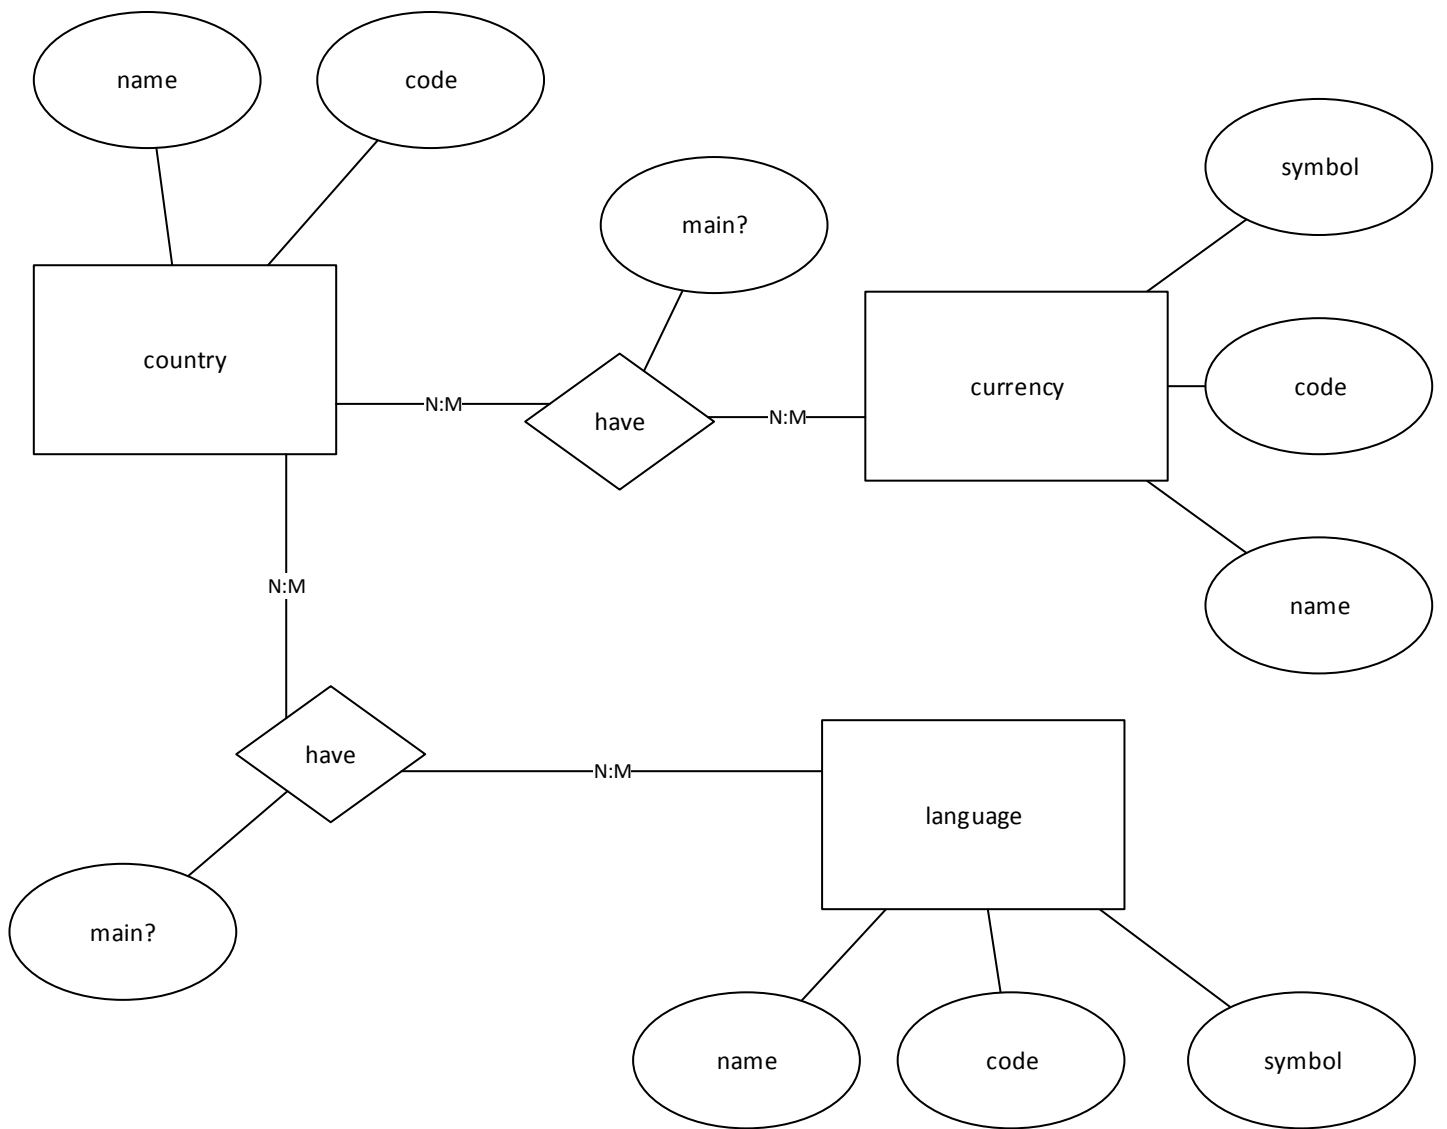 name
code
symbol
main?
country
currency
code
N:M
have
N:M
name
N:M
have
N:M
language
main?
name
code
symbol